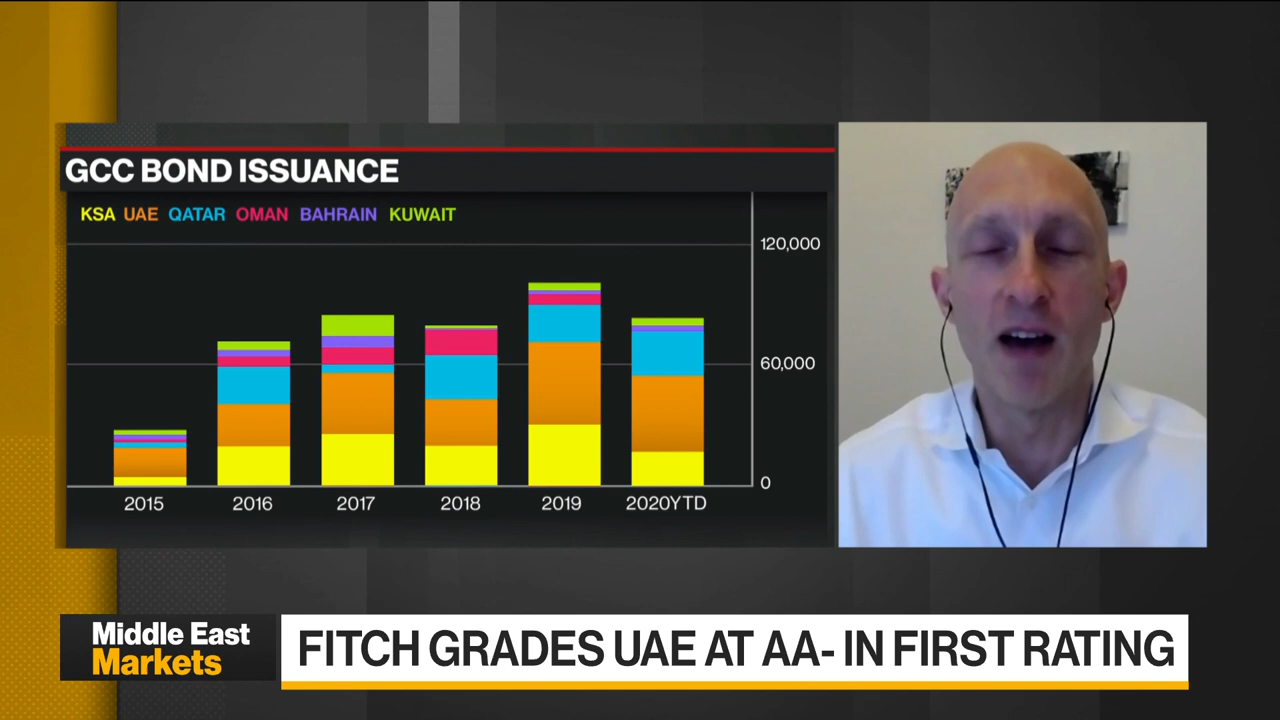 GCC BOND ISSUANCE
KSA UAE QATAR OMAN BAHRAIN KUWAIT
120,000
60,000
0
2015 2016 2017 2018 2019 2020YTD
Middle East
Markets
FITCH GRADES UAE AT AA- IN FIRST RATING